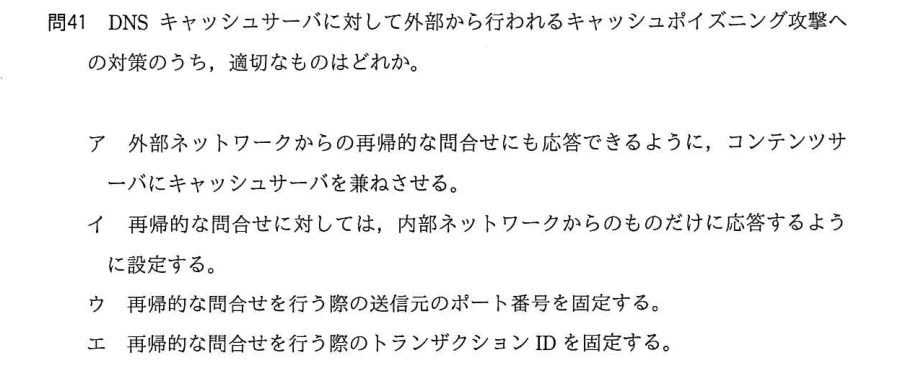 問41 DNS キャッシュサーバに対して外部から行われるキャッシュポイズニング攻撃へ
の対策のうち，適切なものはどれか。
ア 外部ネットワークからの再帰的な問合せにも応答できるように，コンテンツサ
ーバにキャッシュサーバを兼ねさせる。
イ 再帰的な問合せに対しては，内部ネットワークからのものだけに応答するよう
に設定する。
ウ 再帰的な問合せを行う際の送信元のポート番号を固定する。
エ 再帰的な問合せを行う際のトランザクション ID を固定する。